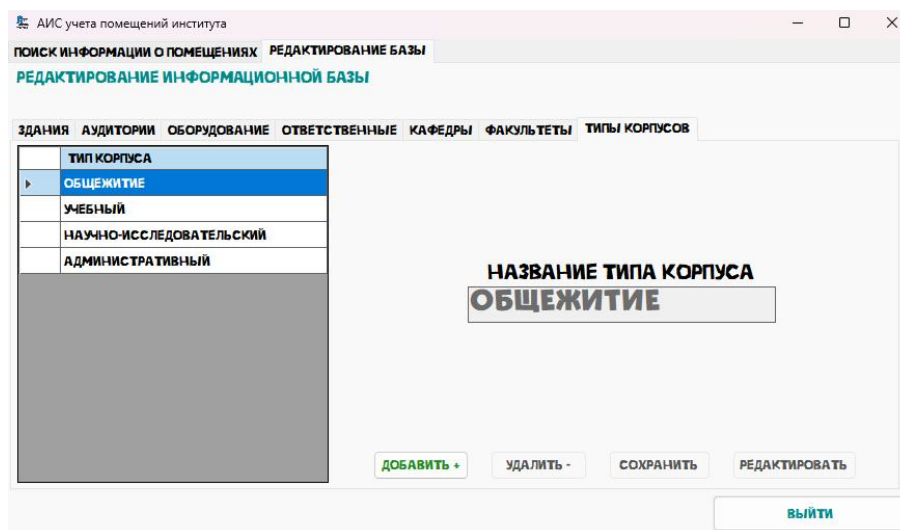 АИС учета помещений института
ПОИСК ИНФОРМАЦИИ О ПОМЕЩЕНИЯХ РЕДАКТИРОВАНИЕ БАЗЫ
РЕДАКТИРОВАНИЕ ИНФОРМАЦИОННОЙ БАЗЫ
ЗДАНИЯ АУДИТОРИИ ОБОРУДОВАНИЕ ОТВЕТСТВЕННЫЕ КАФЕДРЫ ФАКУЛЬТЕТЫ ТИПЫ КОРПУСОВ
ТИП КОРПУСА
ОБЩЕЖИТИЕ
УЧЕБНЫЙ
НАУЧНО-ИССЛЕДОВАТЕЛЬСКИЙ
АДМИНИСТРАТИВНЫЙ
НАЗВАНИЕ ТИПА КОРПУСА
ОБЩЕЖИТИЕ
ДОБАВИТЬ + УДАЛИТЬ - СОХРАНИТЬ РЕДАКТИРОВАТЬ
ВЫЙТИ